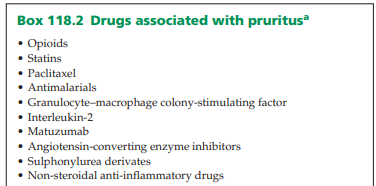 Box 118.2 Drugs associated with pruritusª
• Opioids
• Statins
• Paclitaxel
• Antimalarials
• Granulocyte–macrophage colony-stimulating factor
• Interleukin-2
• Matuzumab
• Angiotensin-converting enzyme inhibitors
• Sulphonylurea derivates
• Non-steroidal anti-inflammatory drugs